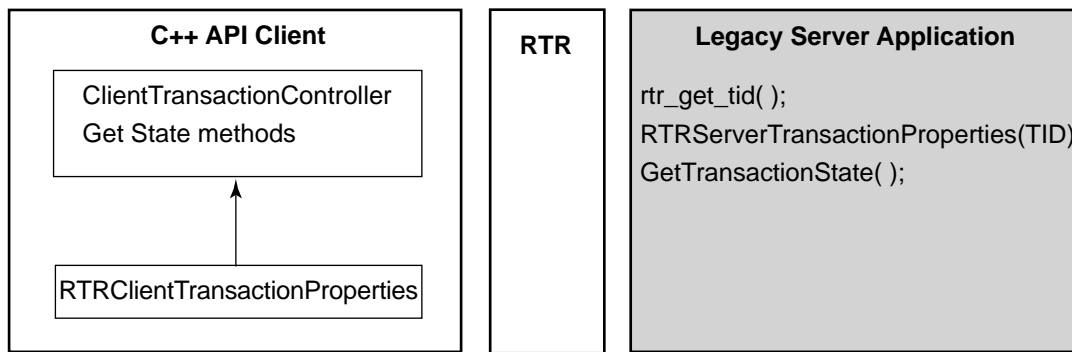 C++ API Client
ClientTransactionController
Get State methods
RTRClientTransactionProperties
RTR
Legacy Server Application
rtr_get_tid( );
RTRServerTransactionProperties(TID)
GetTransactionState( );